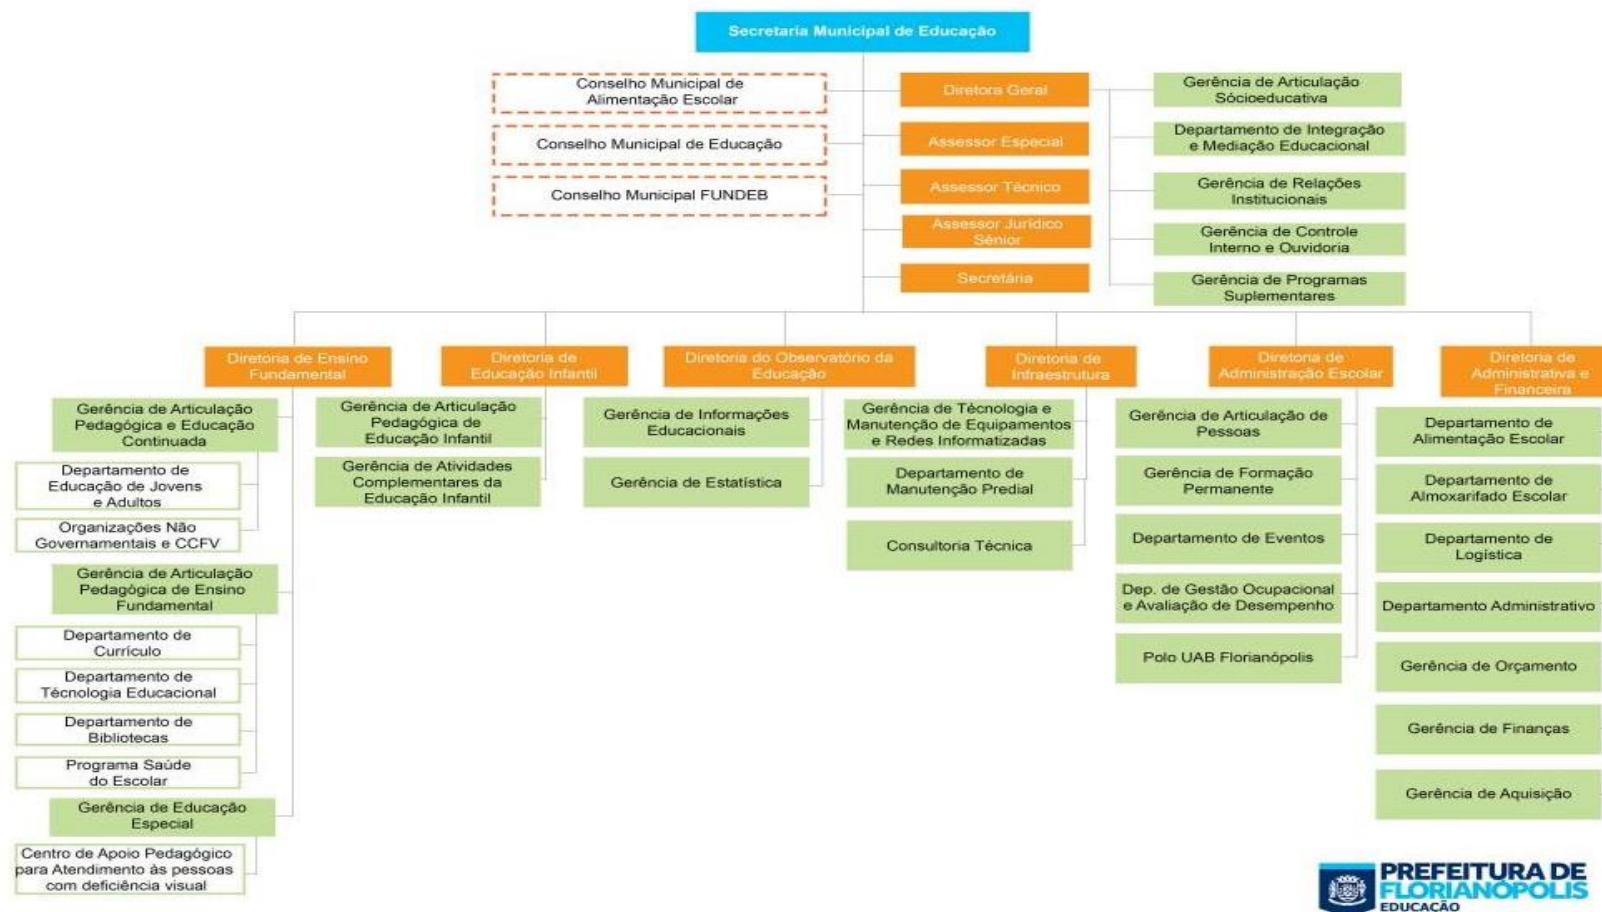 Secretaria Municipal de Educação
Conselho Municipal de
Alimentação Escolar
Conselho Municipal de Educação
Conselho Municipal FUNDEB
Diretora Geral
Assessor Especial
Assessor Técnico
Assessor Jurídico
Sênior
Secretária
Gerência de Articulação
Sócioeducativa
Departamento de Integração
e Mediação Educacional
Gerência de Relações
Institucionais
Gerência de Controle
Interno e Ouvidoria
Gerência de Programas
Suplementares
Diretoria de Ensino
Fundamental
Gerência de Articulação
Pedagógica e Educação
Continuada
Departamento de
Educação de Jovens
e Adultos
Organizações Não
Governamentais e CCFV
Gerência de Articulação
Pedagógica de Ensino
Fundamental
Departamento de
Currículo
Departamento de
Técnologia Educacional
Departamento de
Bibliotecas
Programa Saúde
do Escolar
Gerência de Educação
Especial
Centro de Apoio Pedagógico
para Atendimento às pessoas
com deficiência visual
Diretoria de
Educação Infantil
Gerência de Articulação
Pedagógica de
Educação Infantil
Gerência de Atividades
Complementares da
Educação Infantil
Diretoria do Observatório da
Educação
Gerência de Informações
Educacionais
Gerência de Estatística
Diretoria de
Infraestrutura
Gerência de Técnologia e
Manutenção de Equipamentos
e Redes Informatizadas
Departamento de
Manutenção Predial
Consultoria Técnica
Diretoria de
Administração Escolar
Gerência de Articulação de
Pessoas
Gerência de Formação
Permanente
Departamento de Eventos
Dep. de Gestão Ocupacional
e Avaliação de Desempenho
Polo UAB Florianópolis
Diretoria de
Administrativa e
Financeira
Departamento de
Alimentação Escolar
Departamento de
Almoxarifado Escolar
Departamento de
Logística
Departamento Administrativo
Gerência de Orçamento
Gerência de Finanças
Gerência de Aquisição
PREFEITURA DE
FLORIANÓPOLIS
EDUCAÇÃO